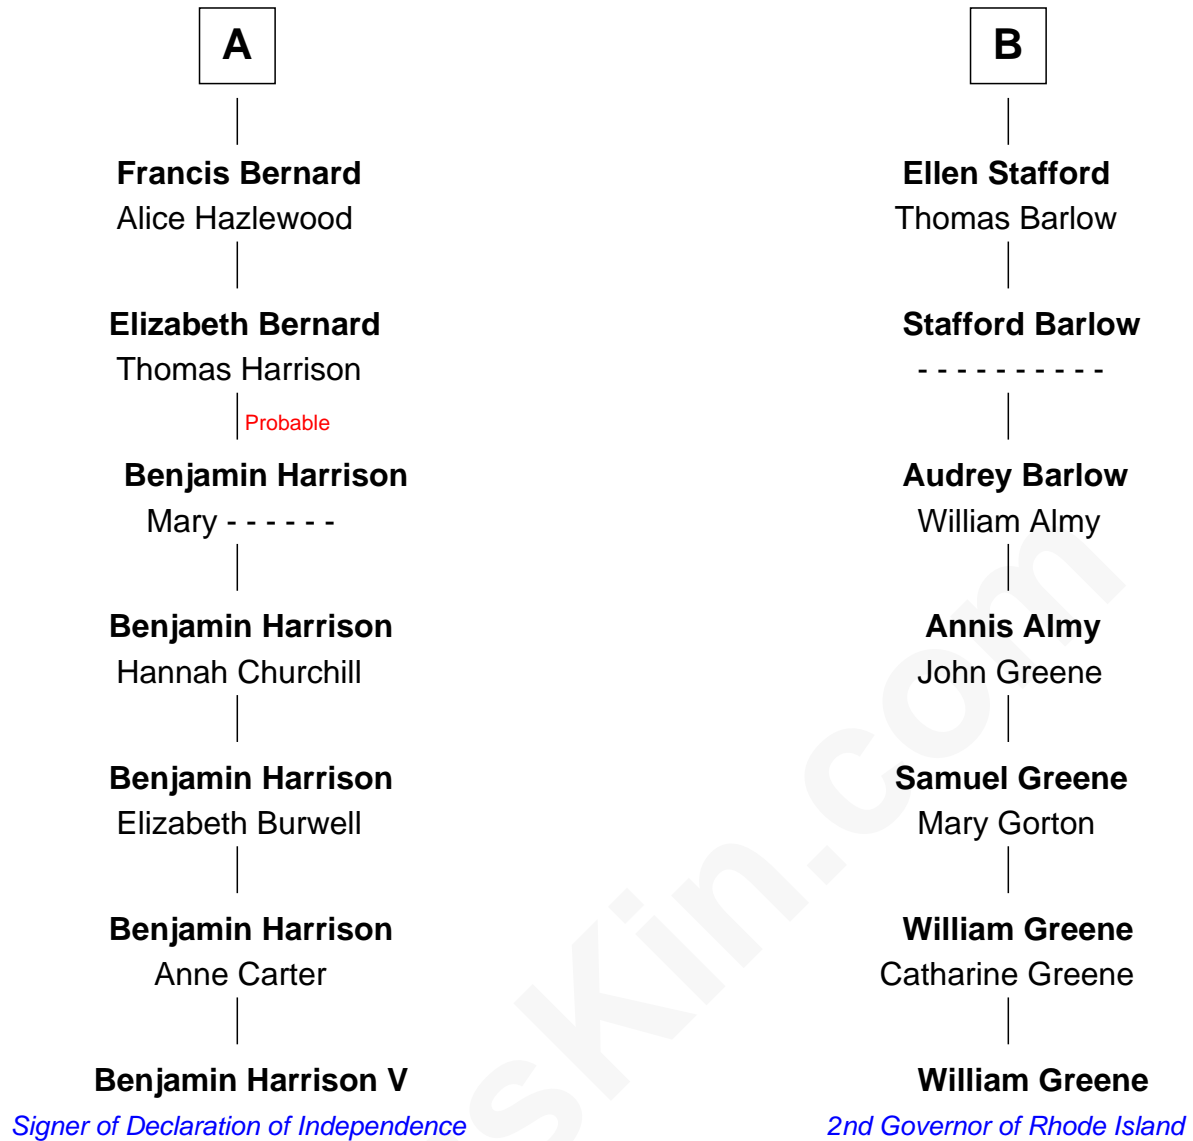 A
Francis Bernard
Alice Hazlewood
Elizabeth Bernard
Thomas Harrison
Probable
Benjamin Harrison
Mary - - - - - -
Benjamin Harrison
Hannah Churchill
Benjamin Harrison
Elizabeth Burwell
Benjamin Harrison
Anne Carter
Benjamin Harrison V
Signer of Declaration of Independence
B
Ellen Stafford
Thomas Barlow
Stafford Barlow
- - - - - - - - - -
Audrey Barlow
William Almy
Annis Almy
John Greene
Samuel Greene
Mary Gorton
William Greene
Catharine Greene
William Greene
2nd Governor of Rhode Island
sKin.com